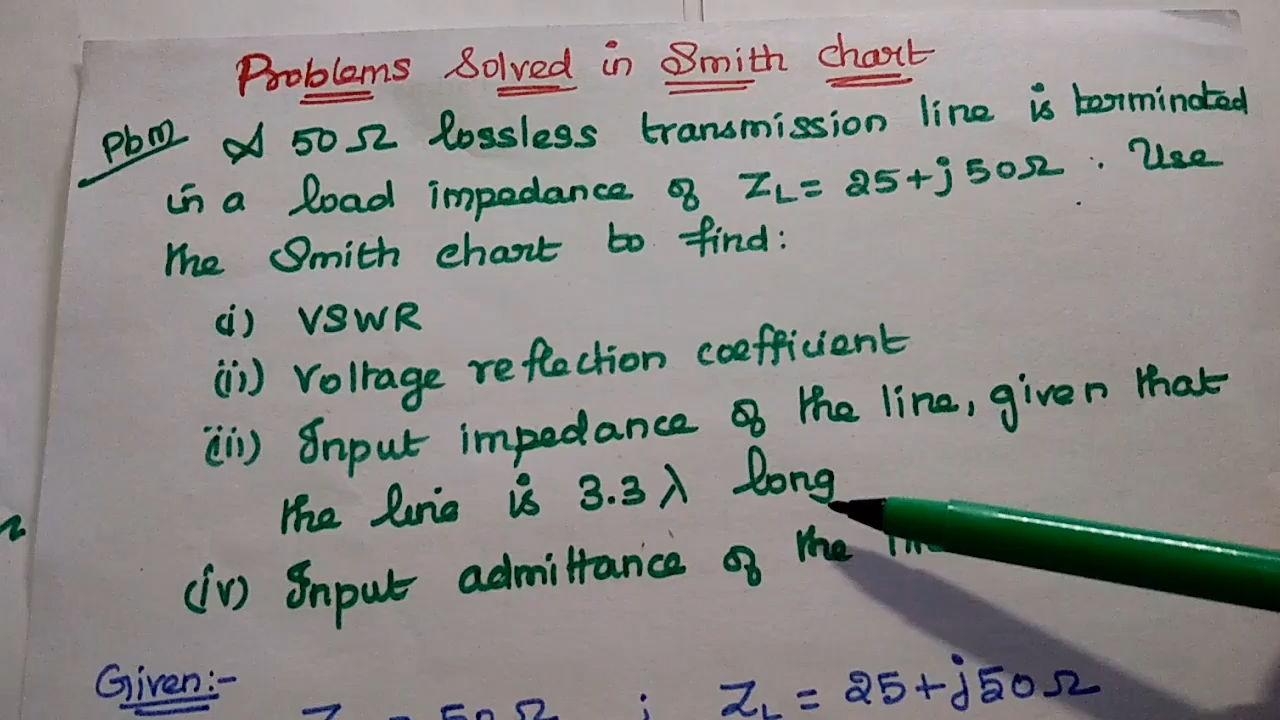 Problems Solved in Smith chart
Pbm A 50Ω lossless transmission line is terminated
in a load impedance of ZL = 25+j50Ω. Use
the Smith chart to find:
(i) VSWR
(ii) Voltage reflection coefficient
(iii) Input impedance of the line, given that
the line is 3.3λ long
(iv) Input admittance of the
Given:-
= 50Ω ; ZL = 25+j50Ω